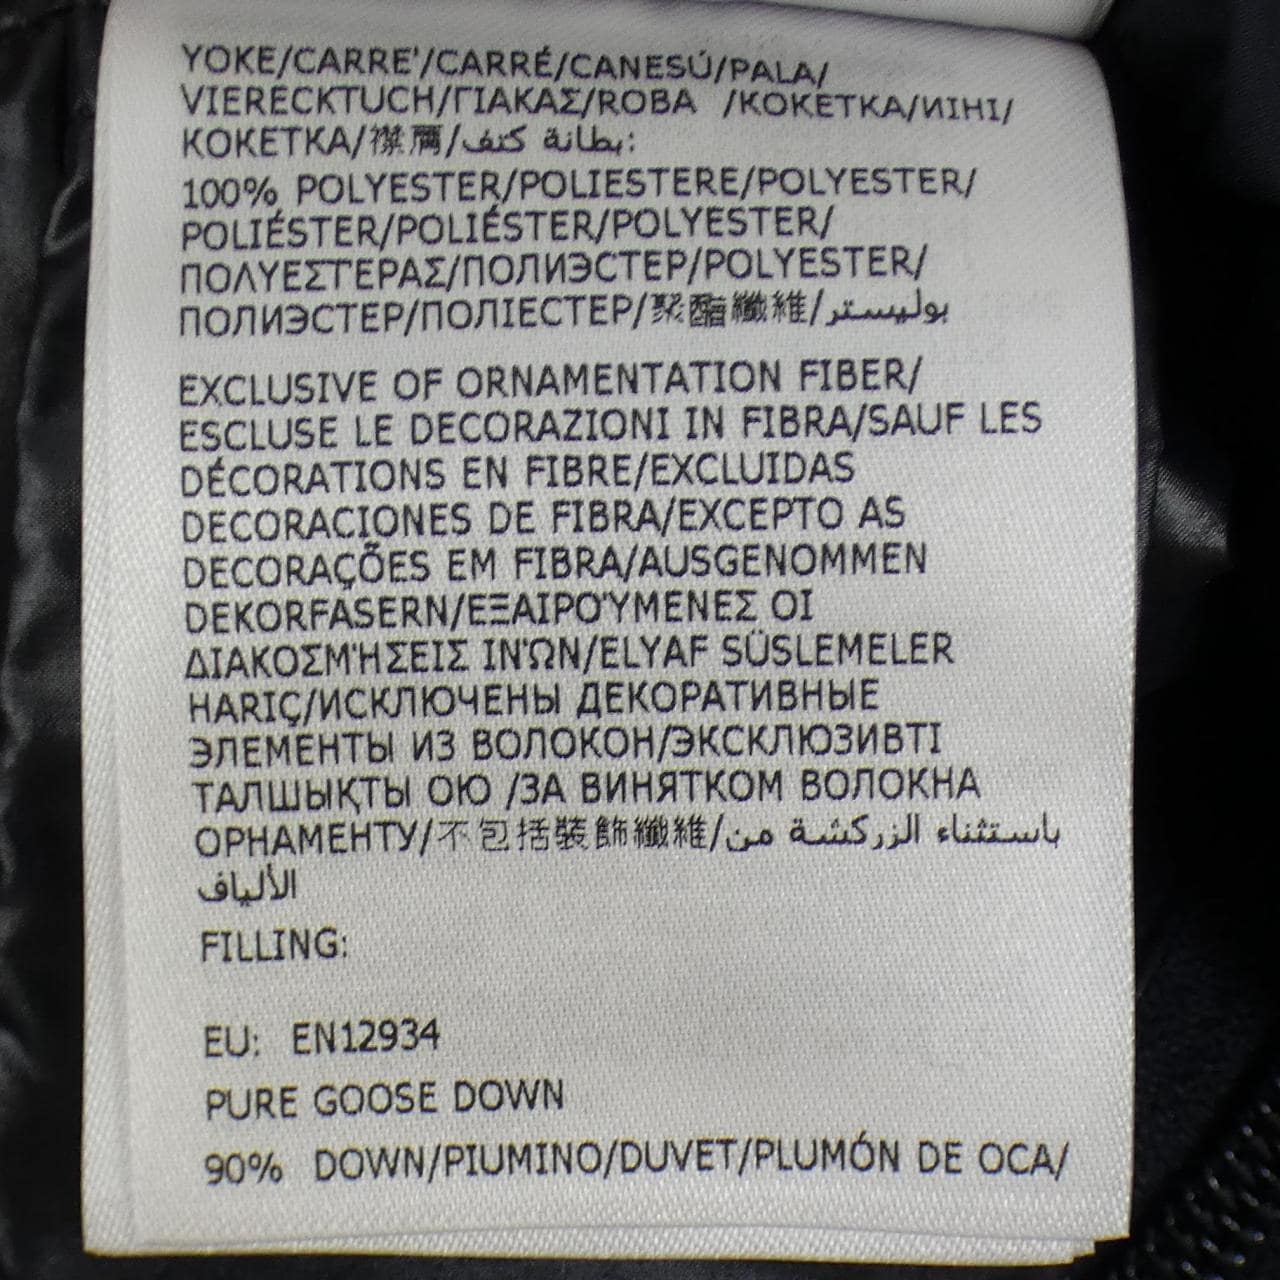 YOKE/CARRE'/CARRÉ/CANESÚ/PALA/
VIERECKTUCH/ΓΙΑΚΑΣ/ROBA /КОКЕТКА/ИІНІ/
КОКЕТКА/襟贋/بطانة كتف:
100% POLYESTER/POLIESTERE/POLYESTER/
POLIÉSTER/POLIÉSTER/POLYESTER/
ΠΟΛΥΕΣΤΕΡΑΣ/ПОЛИЭСТЕР/POLYESTER/
ПОЛИЭСТЕР/ПОЛІЕСТЕР/聚酯纖維/بوليستر
EXCLUSIVE OF ORNAMENTATION FIBER/
ESCLUSE LE DECORAZIONI IN FIBRA/SAUF LES
DÉCORATIONS EN FIBRE/EXCLUIDAS
DECORACIONES DE FIBRA/EXCEPTO AS
DECORAÇÕES EM FIBRA/AUSGENOMMEN
DEKORFASERN/ΕΞΑΙΡΟΎΜΕΝΕΣ ΟΙ
ΔΙΑΚΟΣΜΉΣΕΙΣ ΙΝΏΝ/ELYAF SÜSLEMELER
HARIÇ/ИСКЛЮЧЕНЫ ДЕКОРАТИВНЫЕ
ЭЛЕМЕНТЫ ИЗ ВОЛОКОН/ЭКСКЛЮЗИВТІ
ТАЛШЫҚТЫ ОЮ /ЗА ВИНЯТКОМ ВОЛОКНА
ОРНАМЕНТУ/不包括裝飾纖維/باستثناء الزركشة من
الألياف
FILLING:
EU: EN12934
PURE GOOSE DOWN
90% DOWN/PIUMINO/DUVET/PLUMÓN DE OCA/